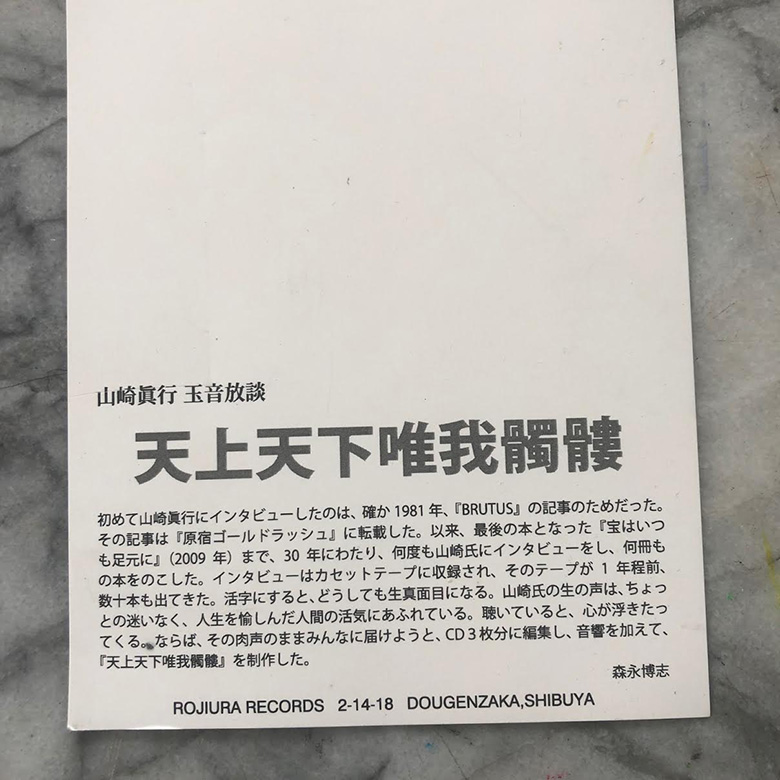 山崎眞行 玉音放談
天上天下唯我髑髏
初めて山崎眞行にインタビューしたのは、確か 1981 年、『BRUTUS』の記事のためだった。
その記事は『原宿ゴールドラッシュ』に転載した。以来、最後の本となった『宝はいつ
も足元に』（2009 年）まで、30 年にわたり、何度も山崎氏にインタビューをし、何冊も
の本をのこした。インタビューはカセットテープに収録され、そのテープが 1 年程前、
数十本も出てきた。活字にすると、どうしても生真面目になる。山崎氏の生の声は、ちょっ
との迷いなく、人生を愉しんだ人間の活気にあふれている。聴いていると、心が浮きたっ
てくる。ならば、その肉声のままみんなに届けようと、CD 3 枚分に編集し、音響を加えて、
『天上天下唯我髑髏』を制作した。
森永博志
ROJIURA RECORDS 2-14-18 DOUGENZAKA,SHIBUYA